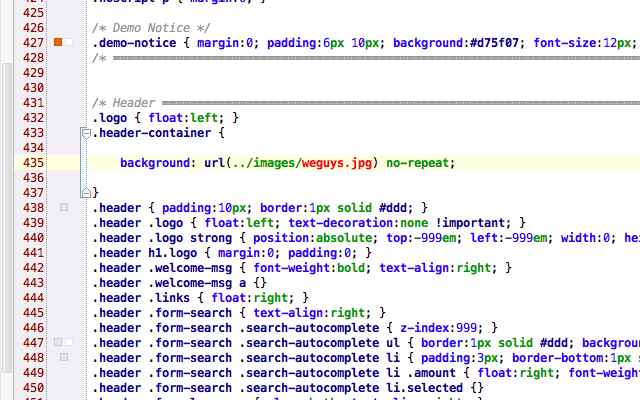 425
426 /* Demo Notice */
427 .demo-notice { margin:0; padding:6px 10px; background:#d75f07; font-size:12px;
428 /*
429
430
431 /* Header
432 .logo { float:left; }
433 .header-container {
434
435 background: url(../images/weguys.jpg) no-repeat;
436
437 }
438 .header { padding:10px; border:1px solid #ddd; }
439 .header .logo { float:left; text-decoration:none !important; }
440 .header .logo strong { position:absolute; top:-999em; left:-999em; width:0; hei
441 .header h1.logo { margin:0; padding:0; }
442 .header .welcome-msg { font-weight:bold; text-align:right; }
443 .header .welcome-msg a {}
444 .header .links { float:right; }
445 .header .form-search { text-align:right; }
446 .header .form-search .search-autocomplete { z-index:999; }
447 .header .form-search .search-autocomplete ul { border:1px solid #ddd; backgroun
448 .header .form-search .search-autocomplete li { padding:3px; border-bottom:1px s
449 .header .form-search .search-autocomplete li .amount { float:right; font-weight
450 .header .form-search .search-autocomplete li.selected {}